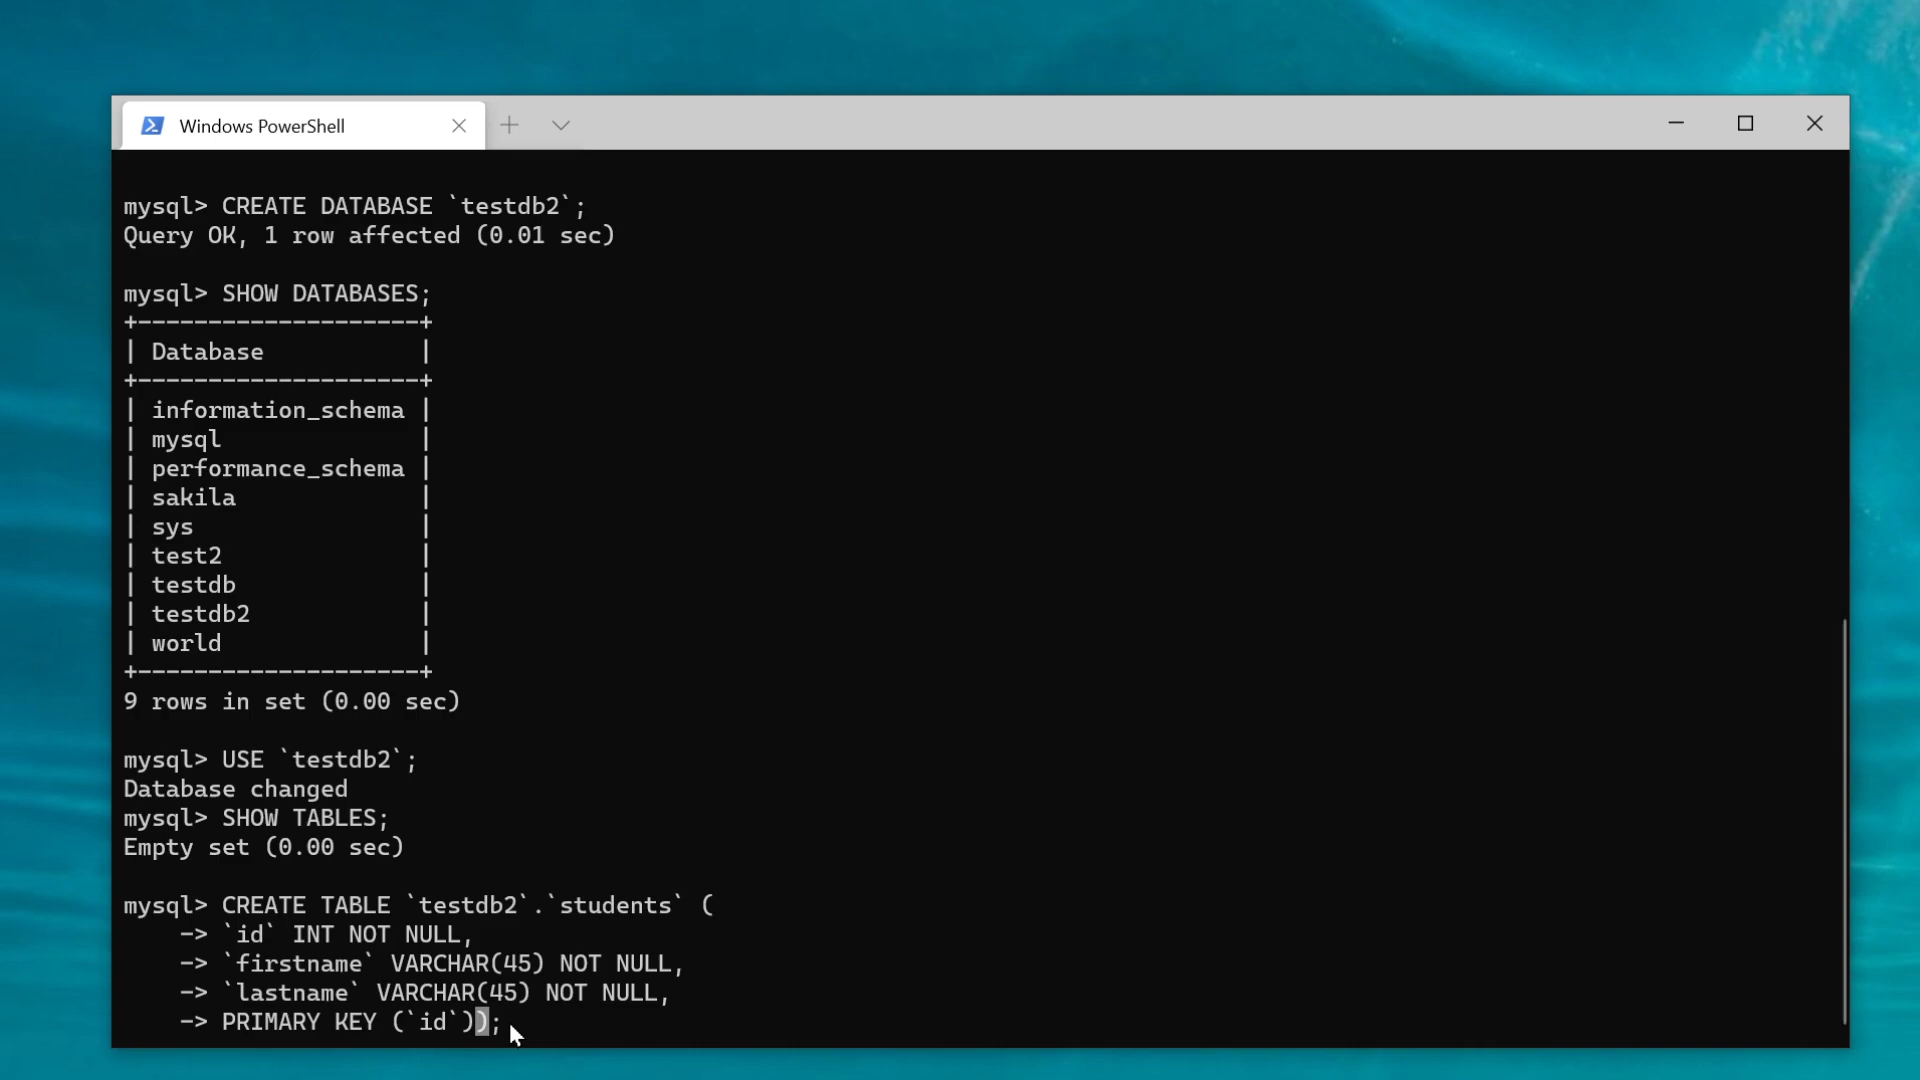 Windows PowerShell
mysql> CREATE DATABASE `testdb2`;
Query OK, 1 row affected (0.01 sec)
mysql> SHOW DATABASES;
+--------------------+
| Database           |
+--------------------+
| information_schema |
| mysql              |
| performance_schema |
| sakila             |
| sys                |
| test2              |
| testdb             |
| testdb2            |
| world              |
+--------------------+
9 rows in set (0.00 sec)
mysql> USE `testdb2`;
Database changed
mysql> SHOW TABLES;
Empty set (0.00 sec)
mysql> CREATE TABLE `testdb2`.`students` (
    -> `id` INT NOT NULL,
    -> `firstname` VARCHAR(45) NOT NULL,
    -> `lastname` VARCHAR(45) NOT NULL,
    -> PRIMARY KEY (`id`));